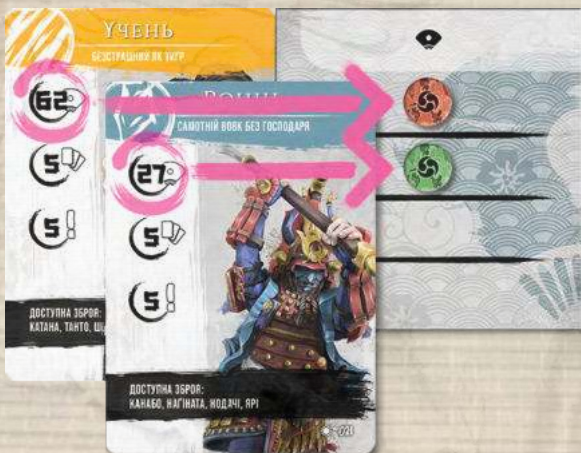 УЧЕНЬ
БЕЗСТРАШНИЙ ЯК ТИГР
62
5
5
ДОСТУПНА ЗБРОЯ:
КАТАНА, ТАНТО,
САМОТНІЙ ВОВК БЕЗ ГОСПОДАРЯ
27
5
5
ДОСТУПНА ЗБРОЯ:
КАНАБО, НАГІНАТА, НОДАЧІ, ЯРІ